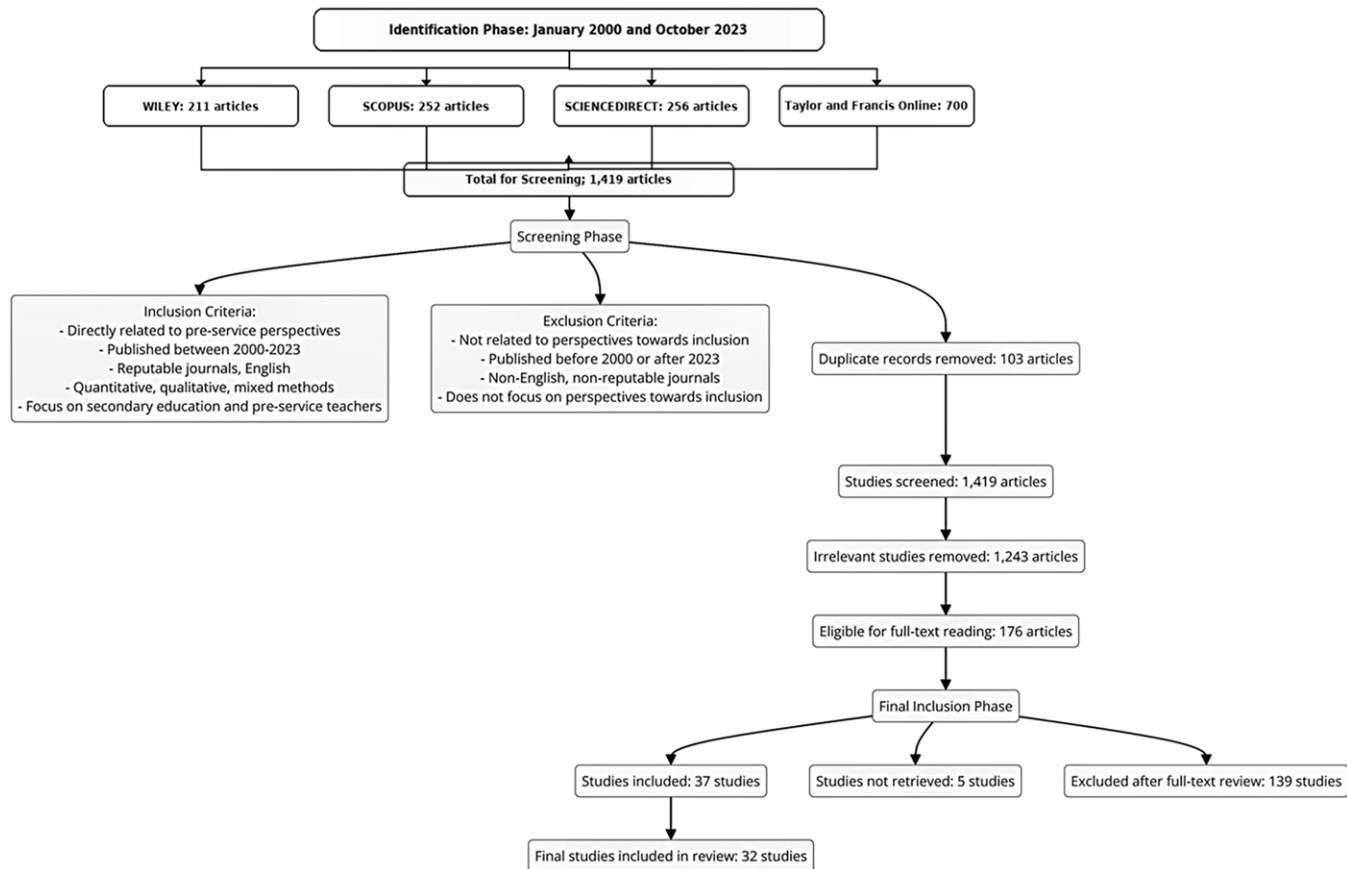 Identification Phase: January 2000 and October 2023
WILEY: 211 articles
SCOPUS: 252 articles
SCIENCEDIRECT: 256 articles
Taylor and Francis Online: 700
Total for Screening; 1,419 articles
Screening Phase
Inclusion Criteria:
- Directly related to pre-service perspectives
- Published between 2000-2023
- Reputable journals, English
- Quantitative, qualitative, mixed methods
- Focus on secondary education and pre-service teachers
Exclusion Criteria:
- Not related to perspectives towards inclusion
- Published before 2000 or after 2023
- Non-English, non-reputable journals
- Does not focus on perspectives towards inclusion
Duplicate records removed: 103 articles
Studies screened: 1,419 articles
Irrelevant studies removed: 1,243 articles
Eligible for full-text reading: 176 articles
Final Inclusion Phase
Studies included: 37 studies
Studies not retrieved: 5 studies
Excluded after full-text review: 139 studies
Final studies included in review: 32 studies